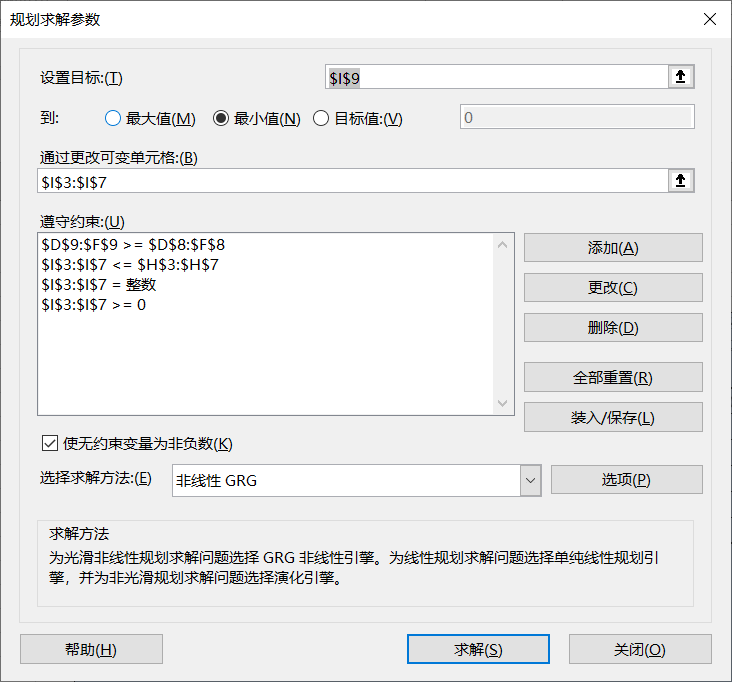 规划求解参数
设置目标:(T)
$I$9
到:
最大值(M)
最小值(N)
目标值:(V)
0
通过更改可变单元格:(B)
$I$3:$I$7
遵守约束:(U)
$D$9:$F$9 >= $D$8:$F$8
$I$3:$I$7 <= $H$3:$H$7
$I$3:$I$7 = 整数
$I$3:$I$7 >= 0
添加(A)
更改(C)
删除(D)
全部重置(R)
装入/保存(L)
使无约束变量为非负数(K)
选择求解方法:(E)
非线性 GRG
选项(P)
求解方法
为光滑非线性规划求解问题选择 GRG 非线性引擎。为线性规划求解问题选择单纯线性规划引
擎，并为非光滑规划求解问题选择演化引擎。
帮助(H)
求解(S)
关闭(O)